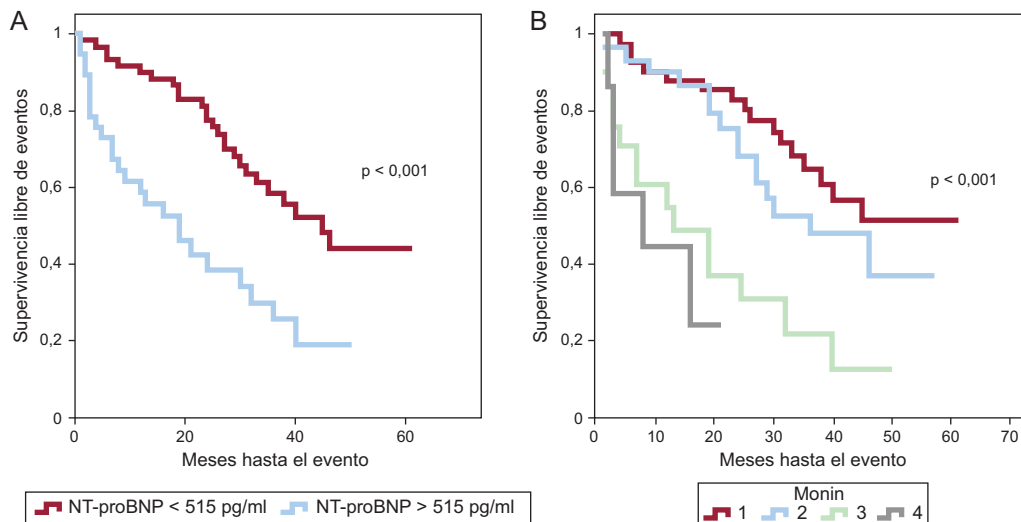 A
1
0,8
0,6
0,4
0,2
0
Supervivencia libre de eventos
p < 0,001
0 20 40 60
Meses hasta el evento
NT-proBNP < 515 pg/ml NT-proBNP > 515 pg/ml
B
1
0,8
0,6
0,4
0,2
0
Supervivencia libre de eventos
p < 0,001
0 10 20 30 40 50 60 70
Meses hasta el evento
Monin
1 2 3 4